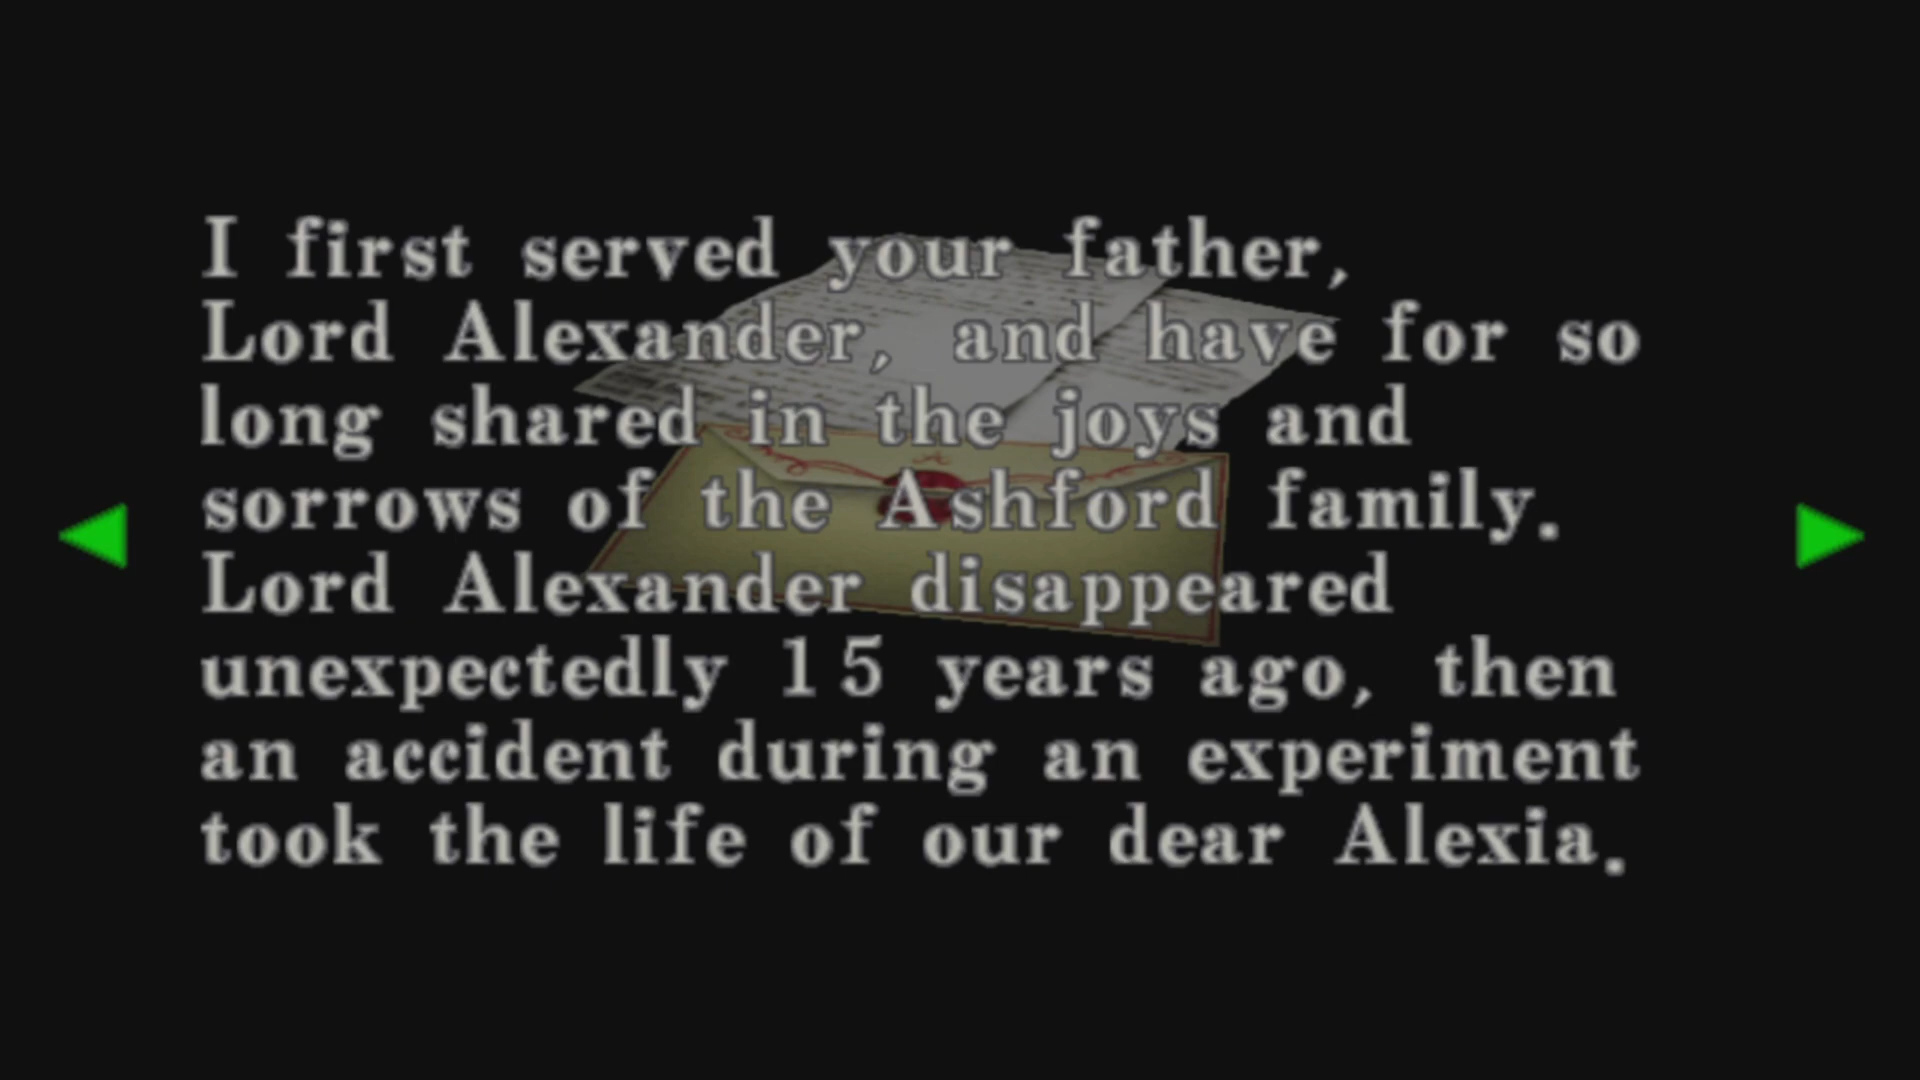 I first served your father,
Lord Alexander, and have for so
long shared in the joys and
sorrows of the Ashford family.
Lord Alexander disappeared
unexpectedly 15 years ago, then
an accident during an experiment
took the life of our dear Alexia.